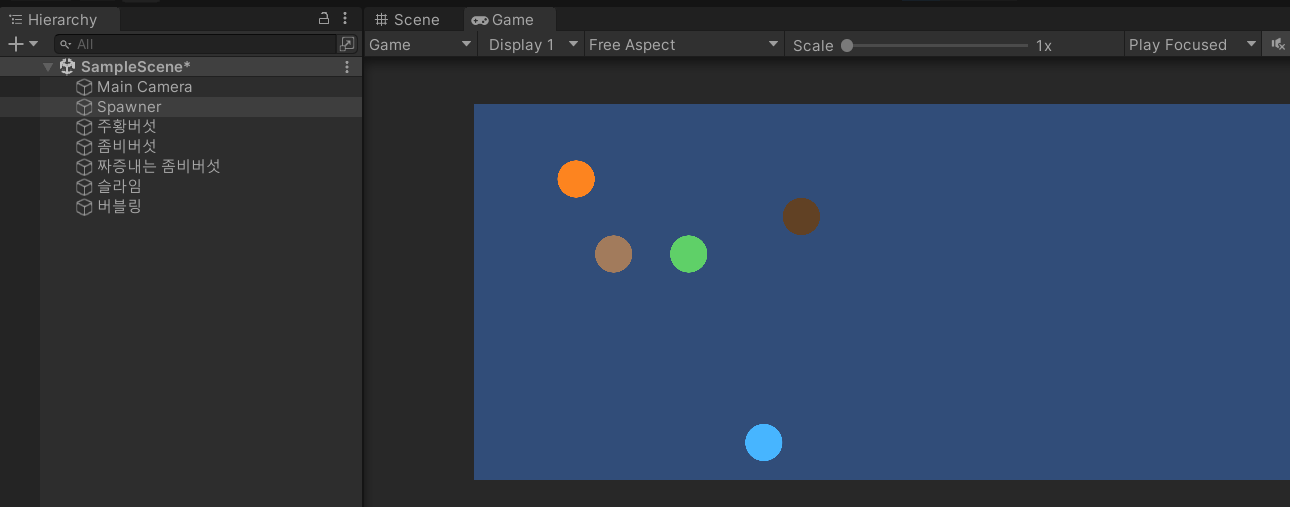 Hierarchy
Scene
Game
All
Game
Display 1
Free Aspect
Scale
1x
Play Focused
SampleScene*
Main Camera
Spawner
주황버섯
좀비버섯
짜증내는 좀비버섯
슬라임
버블링